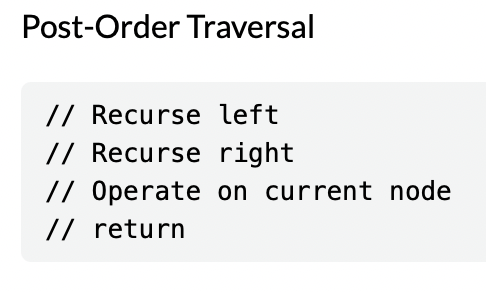 Post-Order Traversal
// Recurse left
// Recurse right
// Operate on current node
// return